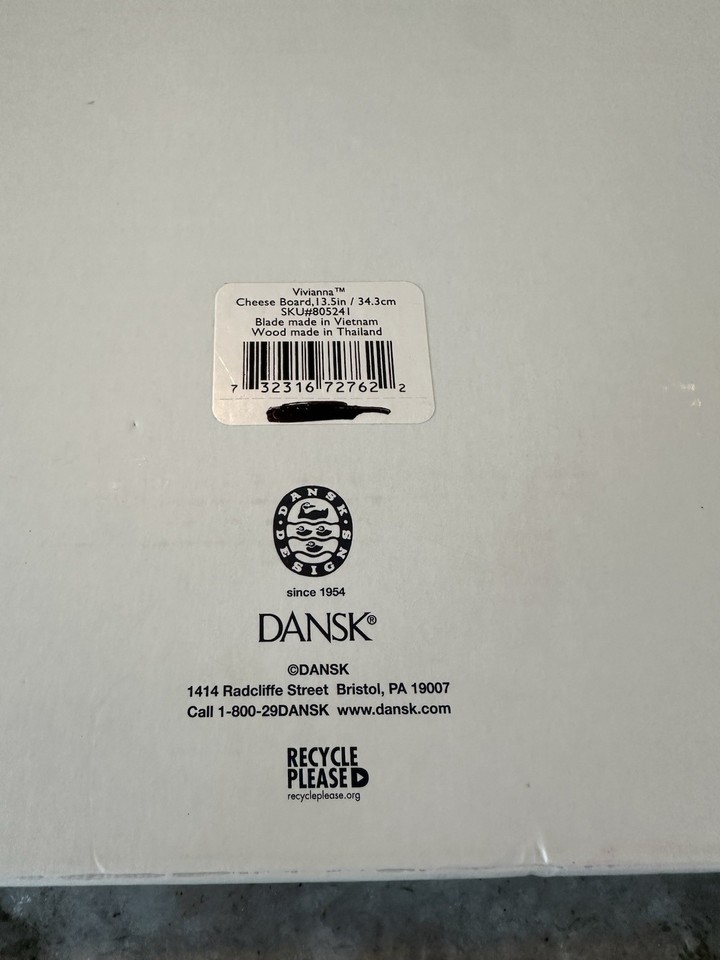 Vivianna™
Cheese Board,13.5in / 34.3cm
SKU#805241
Blade made in Vietnam
Wood made in Thailand
7 32316 72762 2
DANSK DESIGNS
since 1954
DANSK®
©DANSK
1414 Radcliffe Street Bristol, PA 19007
Call 1-800-29DANSK www.dansk.com
RECYCLE
PLEASE
recycleplease.org